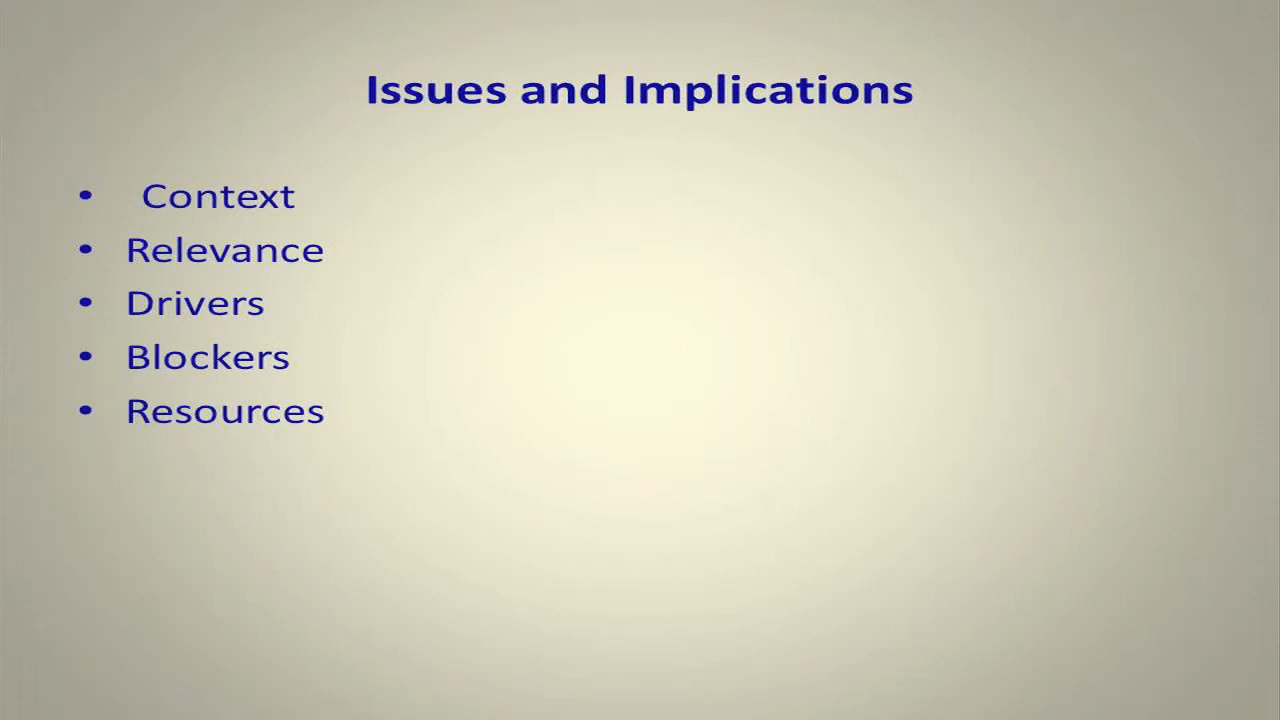 Issues and Implications
• Context
• Relevance
• Drivers
• Blockers
• Resources